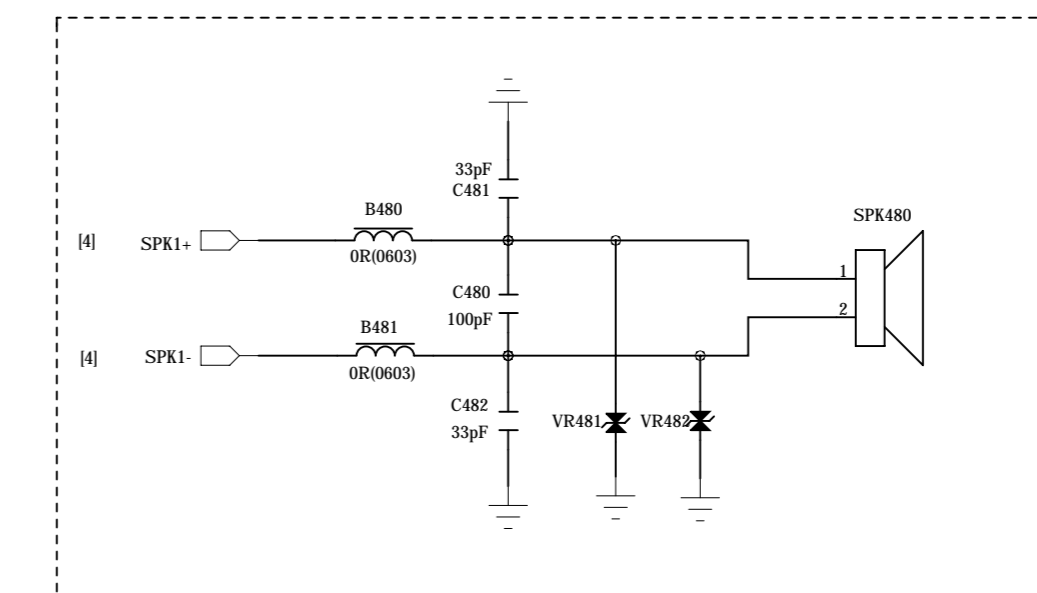 33pF
C481
B480
SPK480
[4] SPK1+
0R(0603)
1
C480
100pF
2
B481
[4] SPK1-
0R(0603)
C482
33pF
VR481
VR482